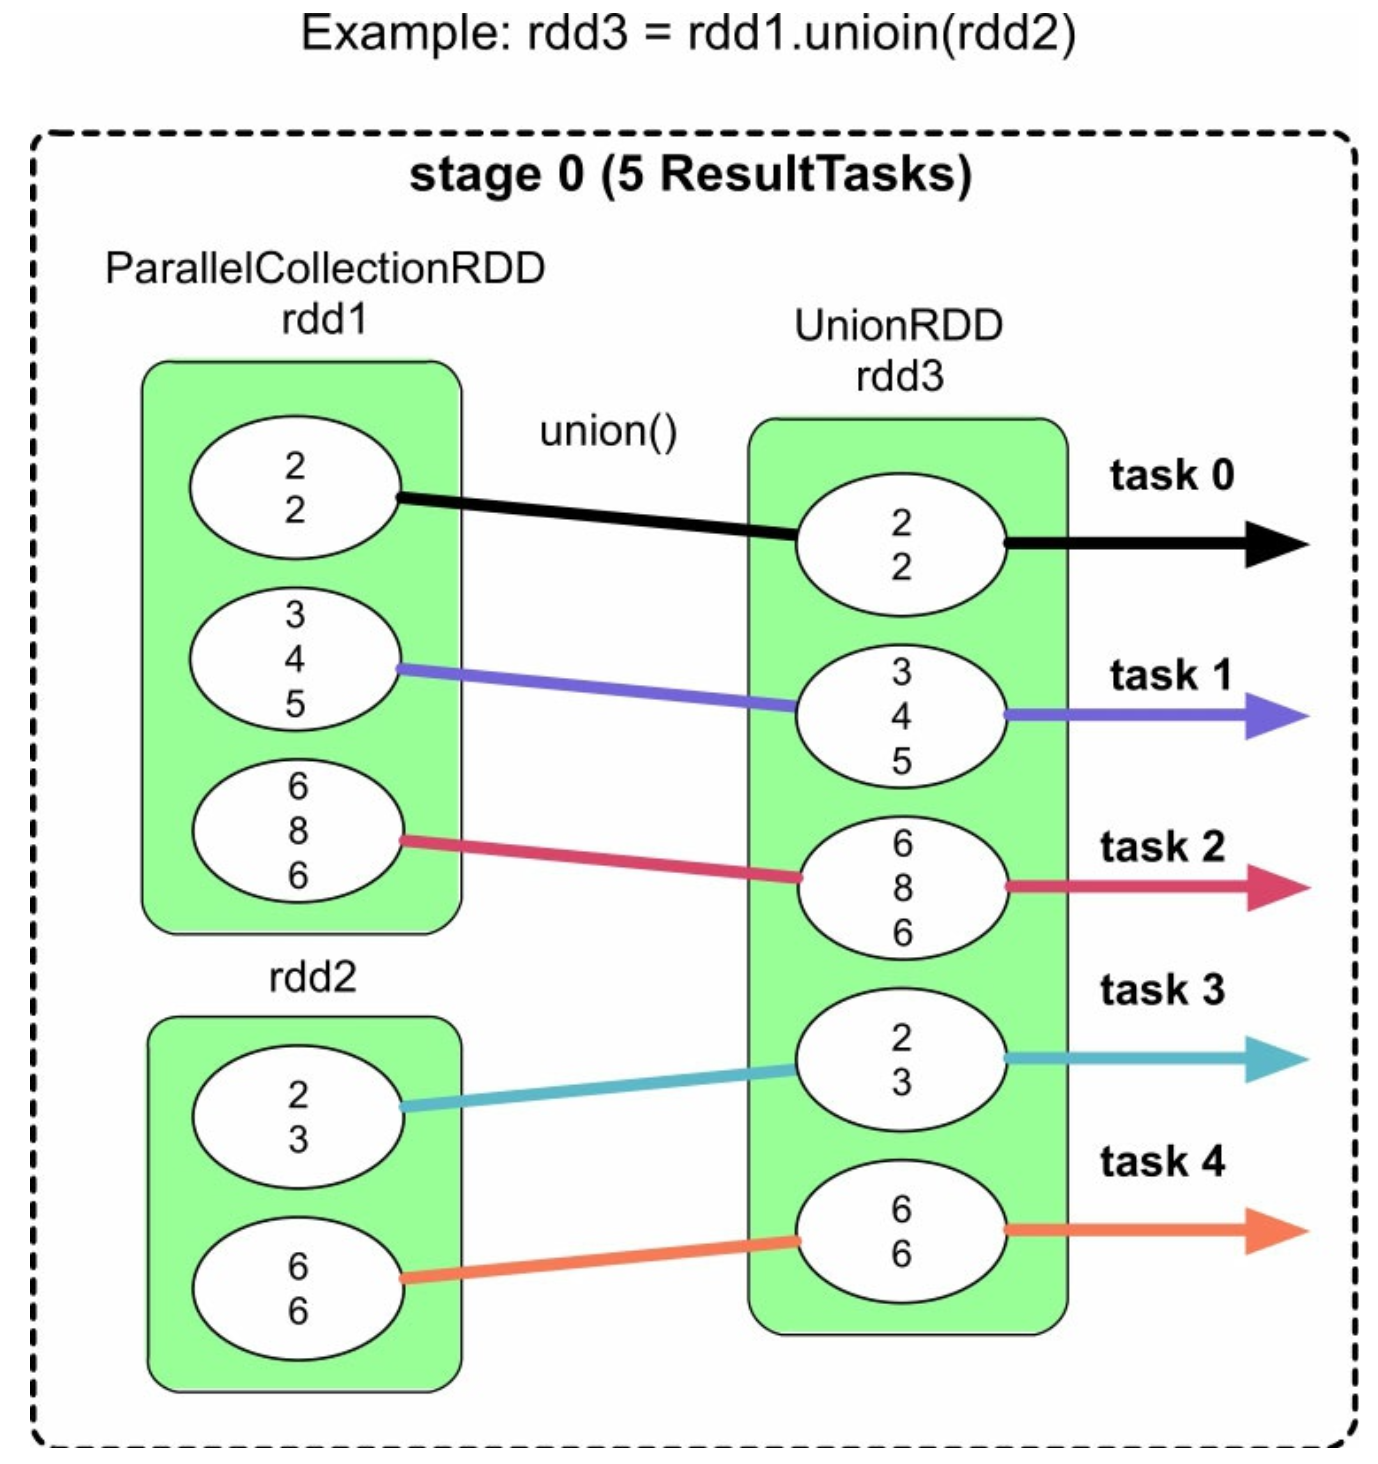 Example: rdd3 = rdd1.unioin(rdd2)
stage 0 (5 ResultTasks)
ParallelCollectionRDD
rdd1
2
2
3
4
5
6
8
6
rdd2
2
3
6
6
union()
UnionRDD
rdd3
2
2
3
4
5
6
8
6
2
3
6
6
task 0
task 1
task 2
task 3
task 4